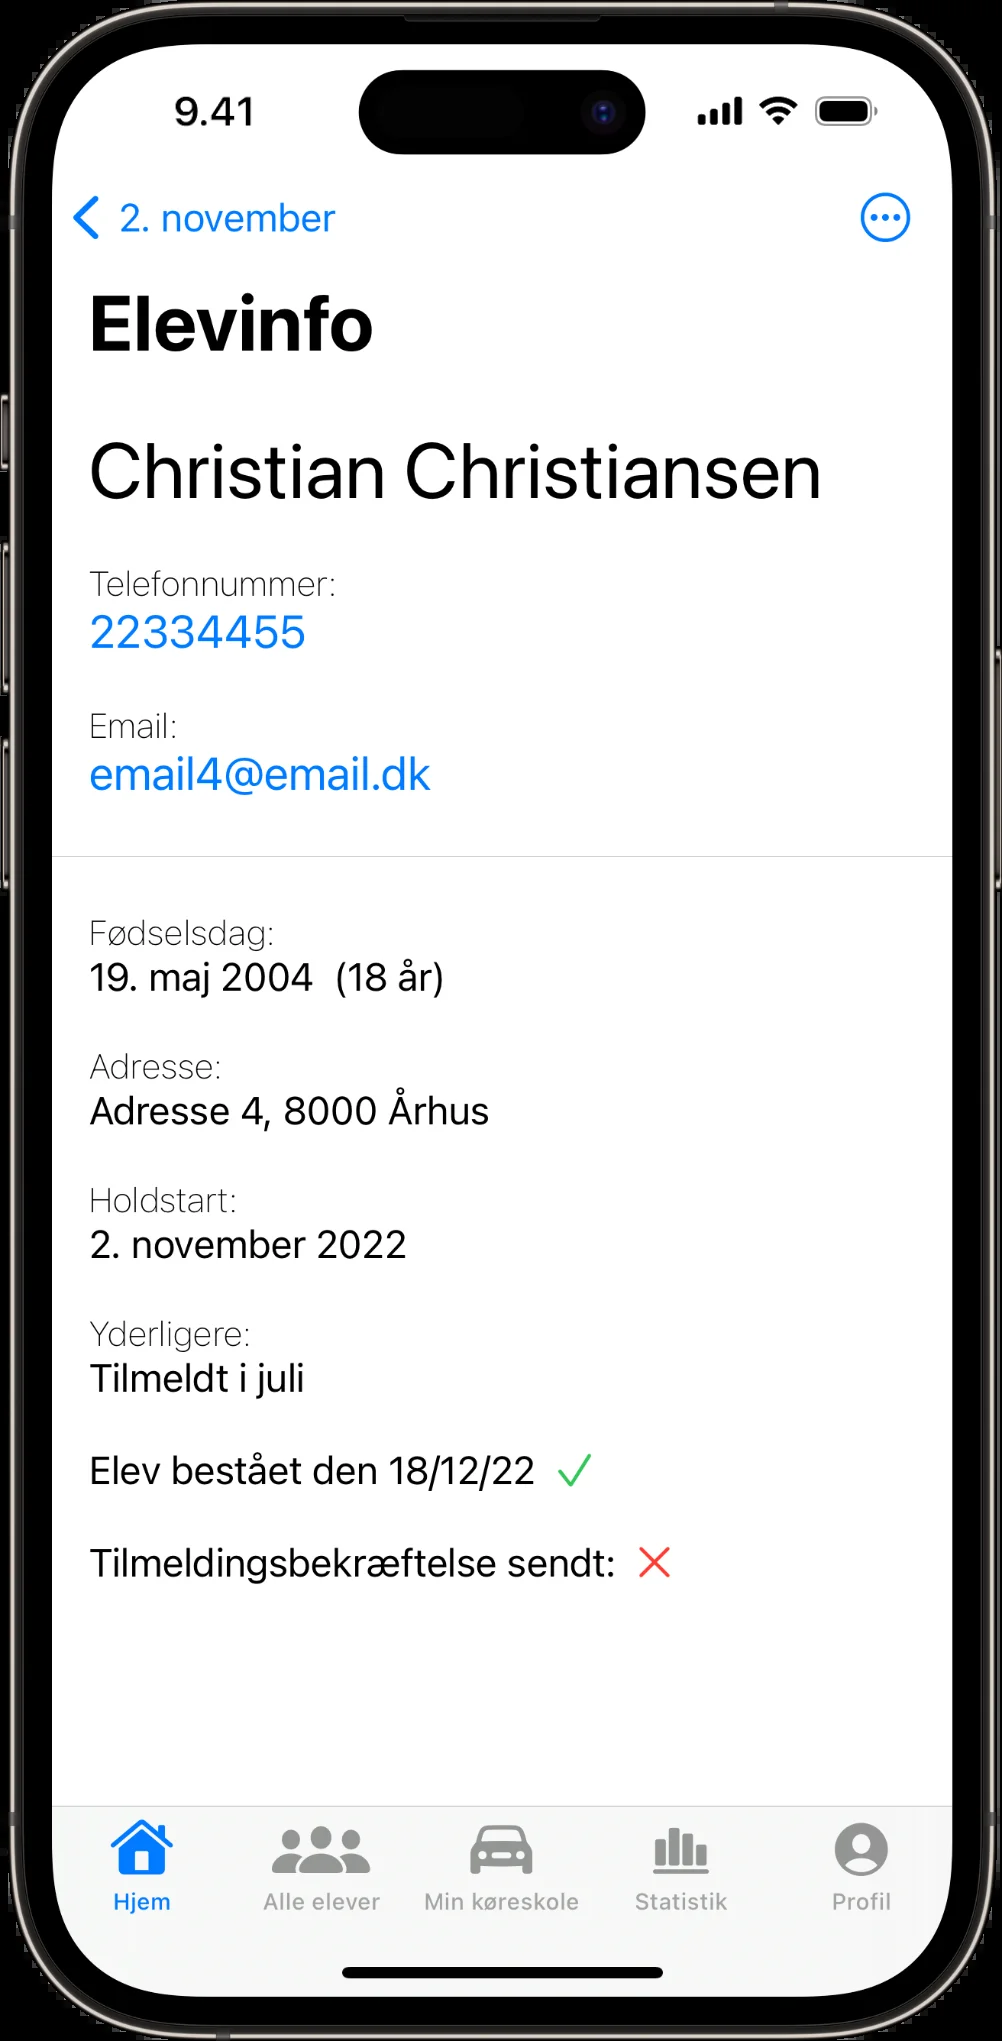 9.41
2. november
Elevinfo
Christian Christiansen
Telefonnummer:
22334455
Email:
email4@email.dk
Fødselsdag:
19. maj 2004 (18 år)
Adresse:
Adresse 4, 8000 Århus
Holdstart:
2. november 2022
Yderligere:
Tilmeldt i juli
Elev bestået den 18/12/22
Tilmeldingsbekræftelse sendt:
Hjem Alle elever Min køreskole Statistik Profil